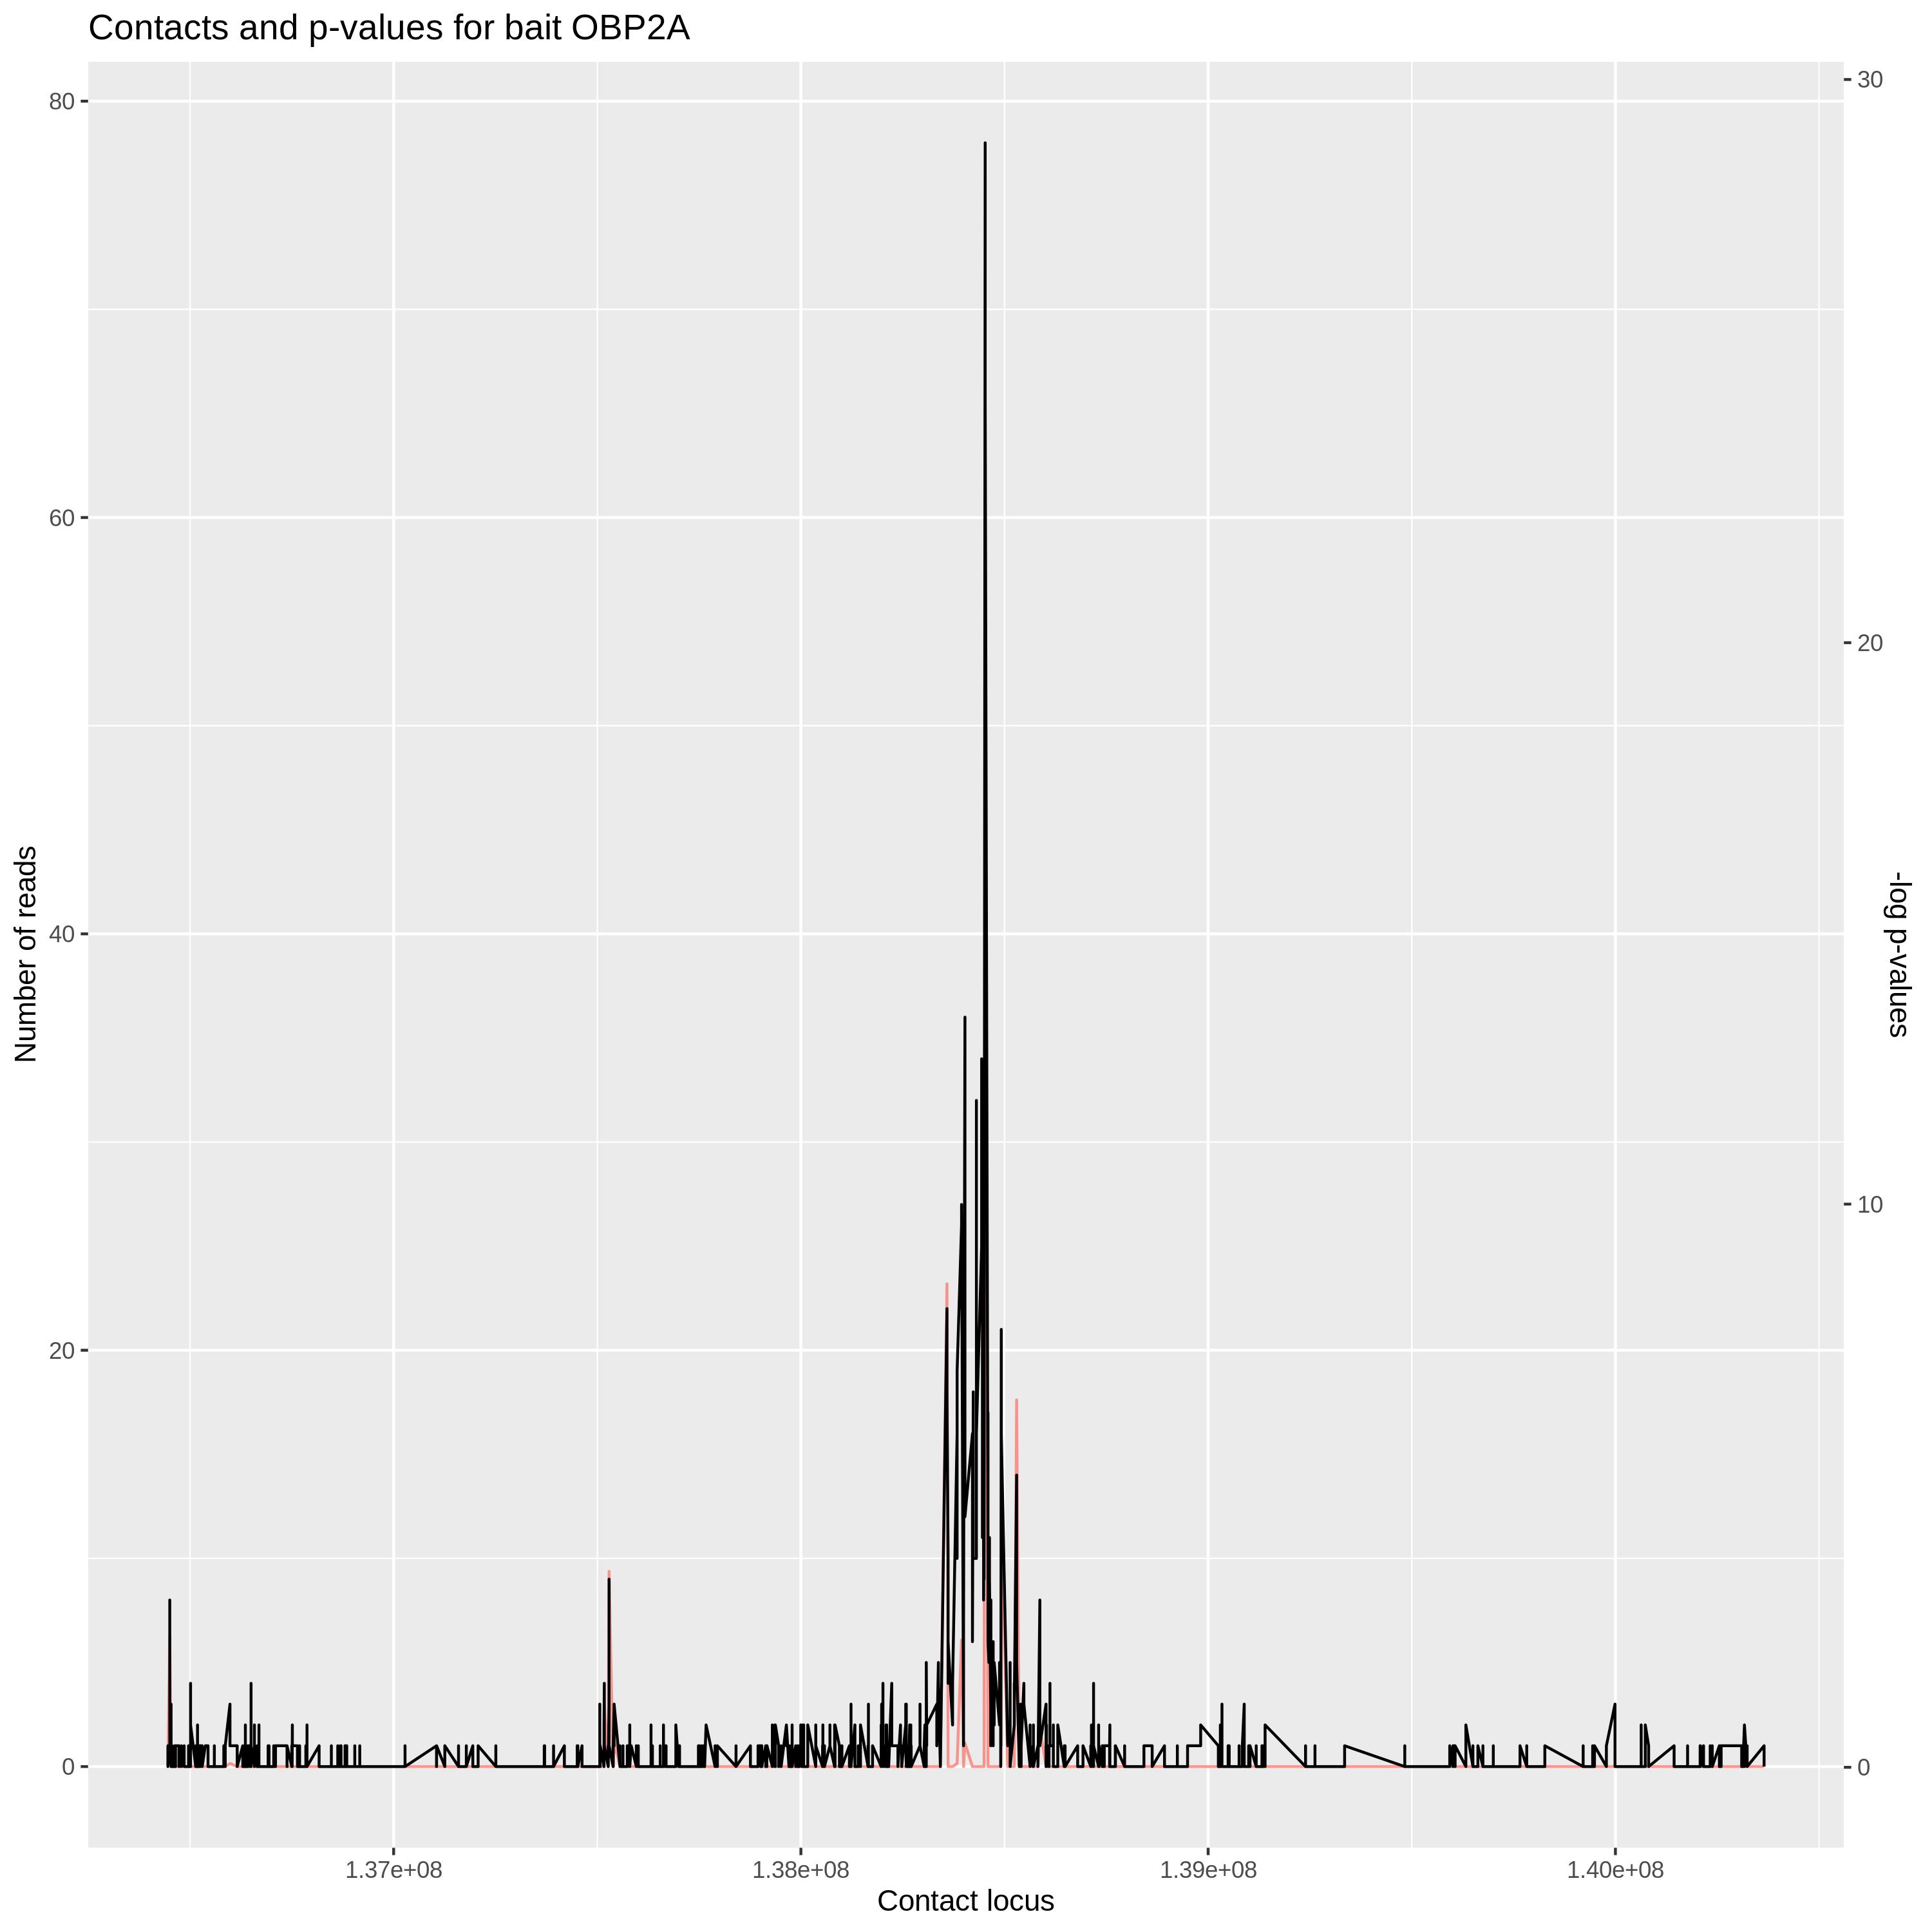 Contacts and p-values for bait OBP2A
80
60
40
20
0
Number of reads
30
20
10
0
-log p-values
1.37e+08
1.38e+08
1.39e+08
1.40e+08
Contact locus